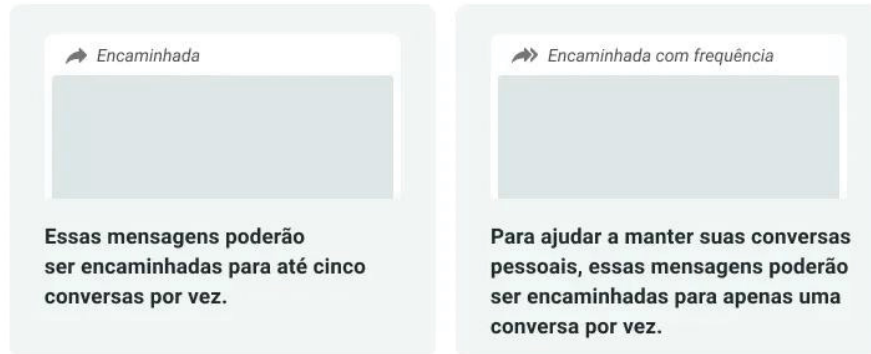 Encaminhada
Essas mensagens poderão
ser encaminhadas para até cinco
conversas por vez.
Encaminhada com frequência
Para ajudar a manter suas conversas
pessoais, essas mensagens poderão
ser encaminhadas para apenas uma
conversa por vez.